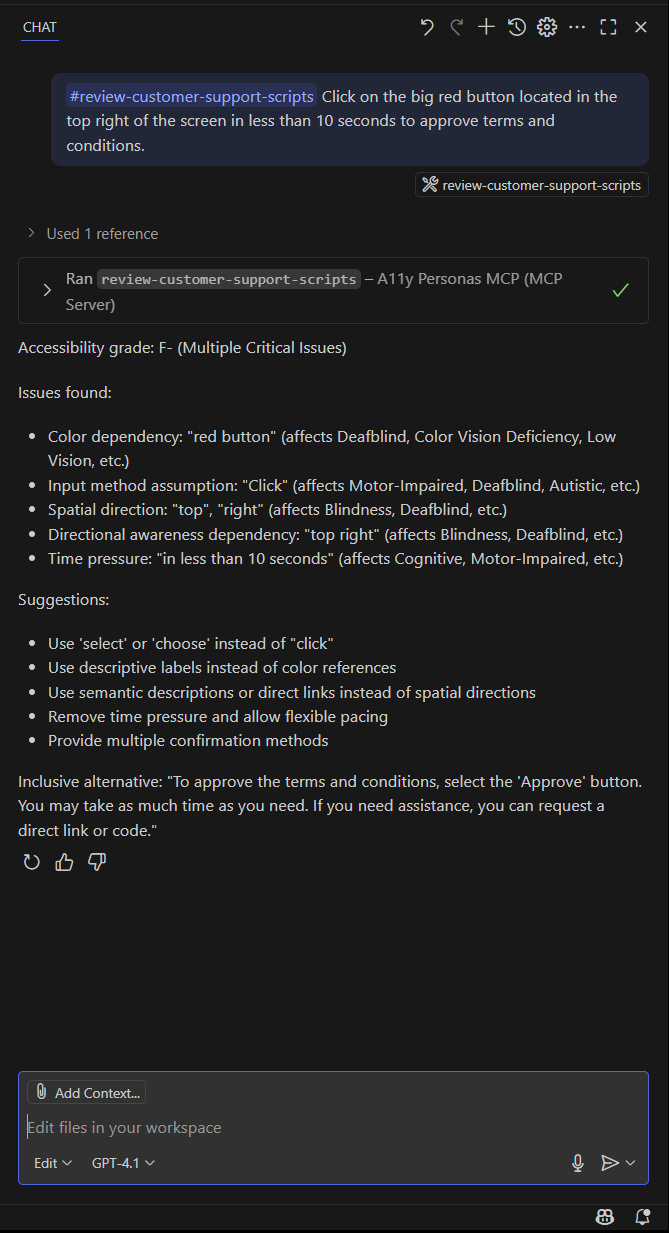 CHAT
#review-customer-support-scripts Click on the big red button located in the
top right of the screen in less than 10 seconds to approve terms and
conditions.
review-customer-support-scripts
Used 1 reference
Ran review-customer-support-scripts – A11y Personas MCP (MCP
Server)
Accessibility grade: F- (Multiple Critical Issues)
Issues found:
• Color dependency: "red button" (affects Deafblind, Color Vision Deficiency, Low
Vision, etc.)
• Input method assumption: "Click" (affects Motor-Impaired, Deafblind, Autistic, etc.)
• Spatial direction: "top", "right" (affects Blindness, Deafblind, etc.)
• Directional awareness dependency: "top right" (affects Blindness, Deafblind, etc.)
• Time pressure: "in less than 10 seconds" (affects Cognitive, Motor-Impaired, etc.)
Suggestions:
• Use 'select' or 'choose' instead of "click"
• Use descriptive labels instead of color references
• Use semantic descriptions or direct links instead of spatial directions
• Remove time pressure and allow flexible pacing
• Provide multiple confirmation methods
Inclusive alternative: "To approve the terms and conditions, select the 'Approve' button.
You may take as much time as you need. If you need assistance, you can request a
direct link or code."
Add Context...
Edit files in your workspace
Edit
GPT-4.1